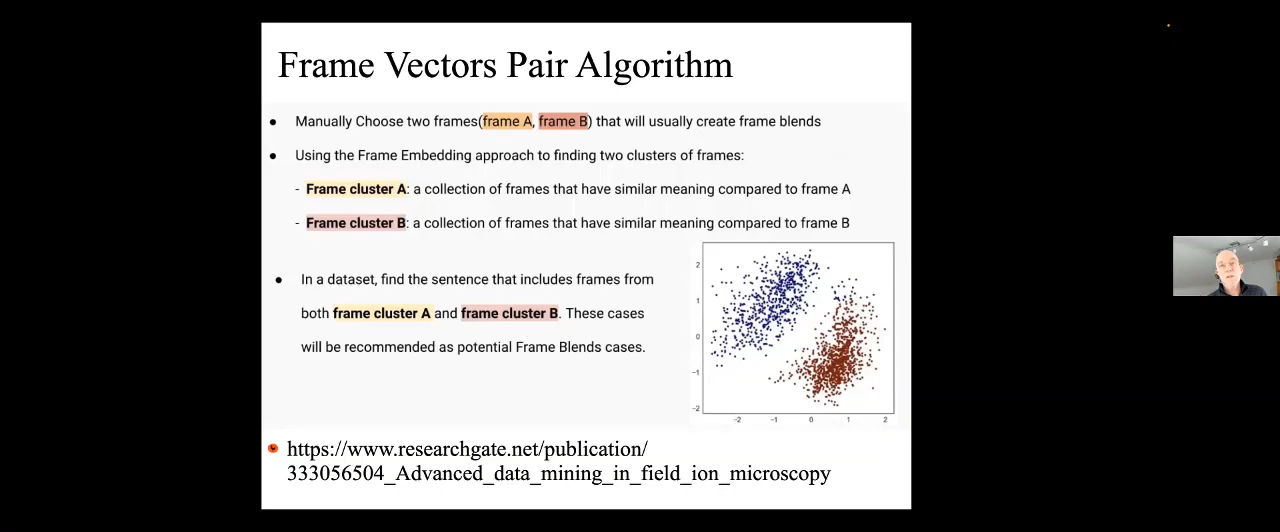 Frame Vectors Pair Algorithm
● Manually Choose two frames(frame A, frame B) that will usually create frame blends
● Using the Frame Embedding approach to finding two clusters of frames:
- Frame cluster A: a collection of frames that have similar meaning compared to frame A
- Frame cluster B: a collection of frames that have similar meaning compared to frame B
● In a dataset, find the sentence that includes frames from
both frame cluster A and frame cluster B. These cases
will be recommended as potential Frame Blends cases.
2
1
0
-1
-2
-2 -1 0 1 2
https://www.researchgate.net/publication/
333056504_Advanced_data_mining_in_field_ion_microscopy